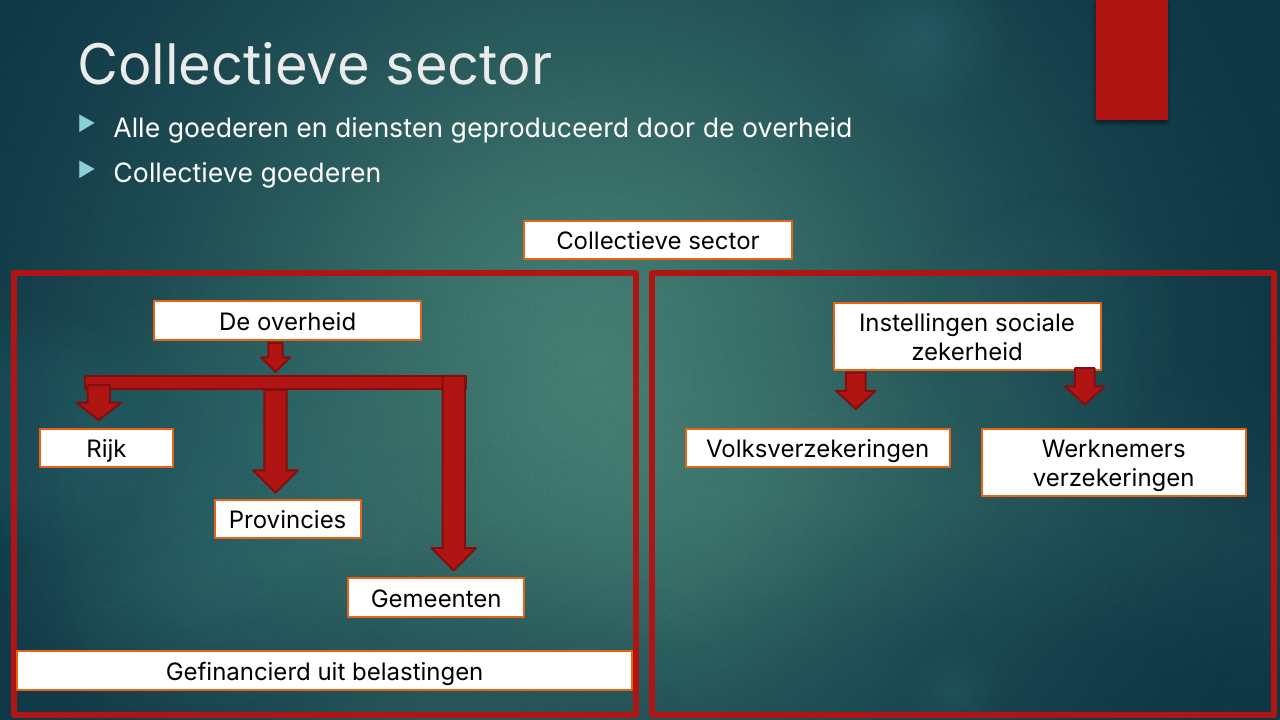 Collectieve sector
Alle goederen en diensten geproduceerd door de overheid
Collectieve goederen
Collectieve sector
De overheid
Rijk
Provincies
Gemeenten
Gefinancierd uit belastingen
Instellingen sociale
zekerheid
Volksverzekeringen
Werknemers
verzekeringen